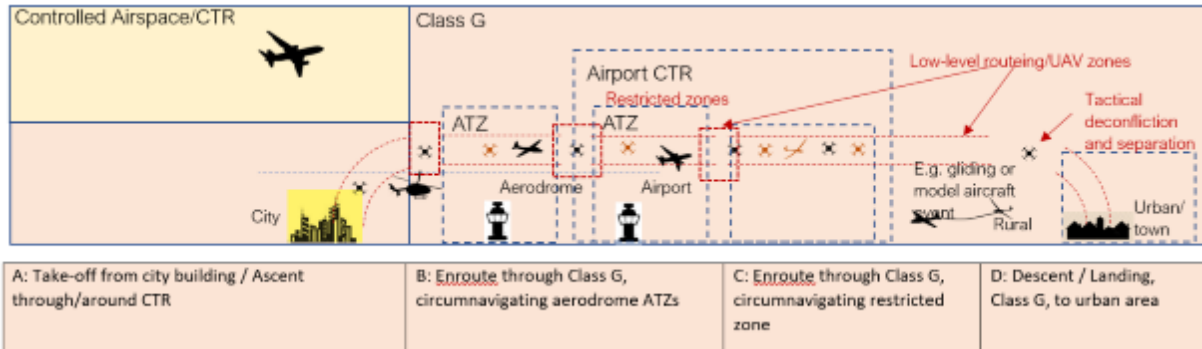 Controlled Airspace/CTR
Class G
Airport CTR
Low-level routeing/UAV zones
Restricted zones
Tactical
deconfliction
and separation
ATZ
ATZ
Aerodrome
Airport
E.g. gliding or
model aircraft
event
Rural
City
Urban/
town
A: Take-off from city building / Ascent
through/around CTR
B: Enroute through Class G,
circumnavigating aerodrome ATZs
C: Enroute through Class G,
circumnavigating restricted
zone
D: Descent / Landing,
Class G, to urban area